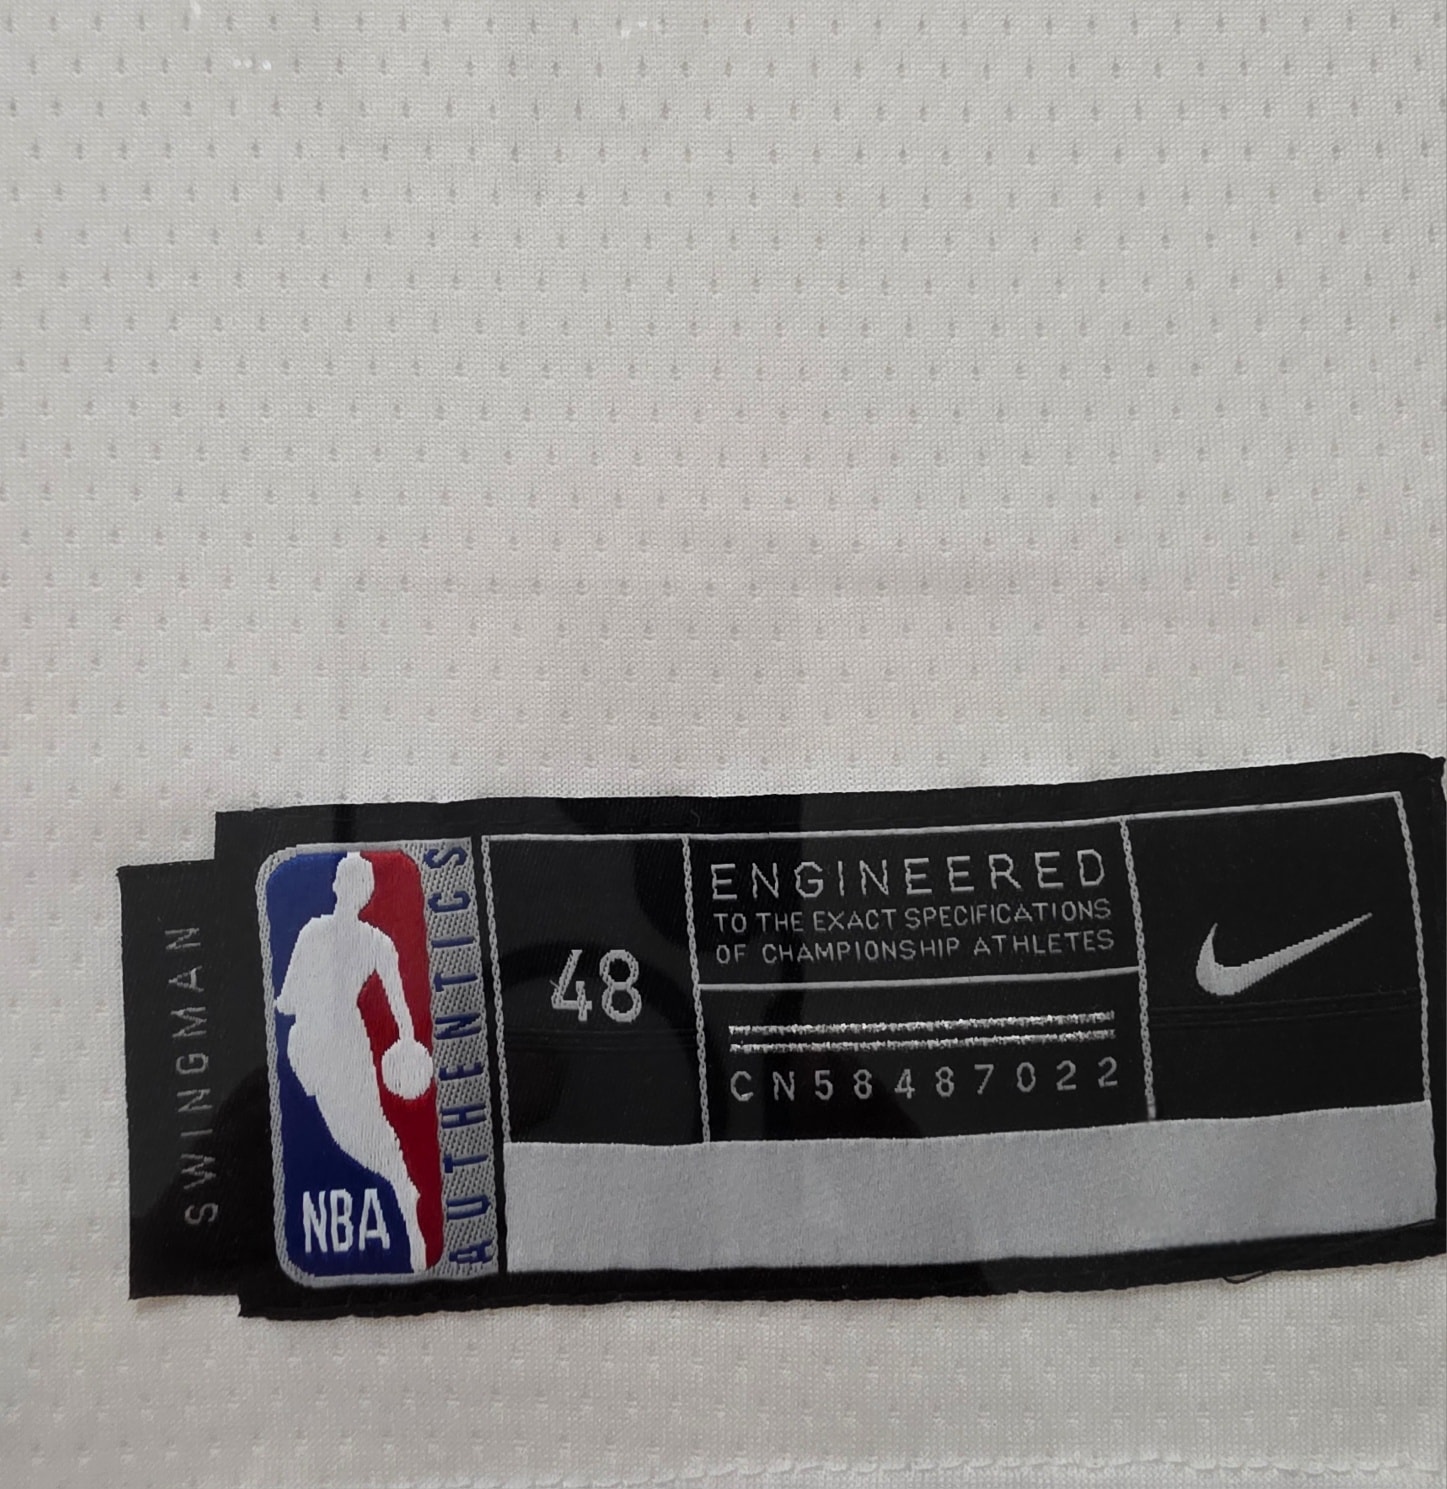 SWINGMAN
NBA
AUTHENTICS
48
ENGINEERED
TO THE EXACT SPECIFICATIONS
OF CHAMPIONSHIP ATHLETES
CN58487022